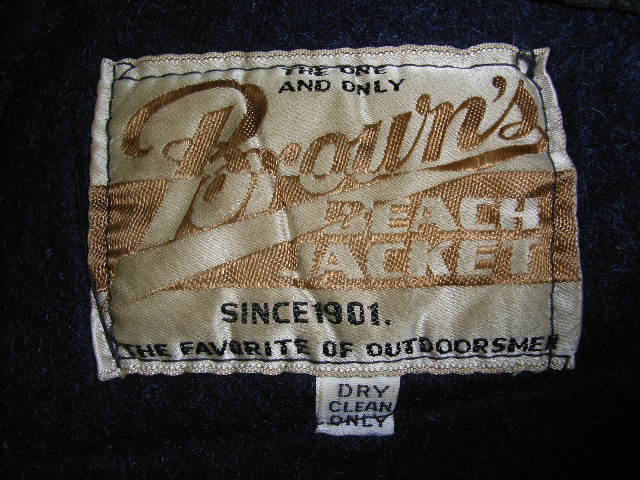 THE ONE
AND ONLY
Brown's
BEACH
JACKET
SINCE 1901.
THE FAVORITE OF OUTDOORSMEN
DRY
CLEAN
ONLY